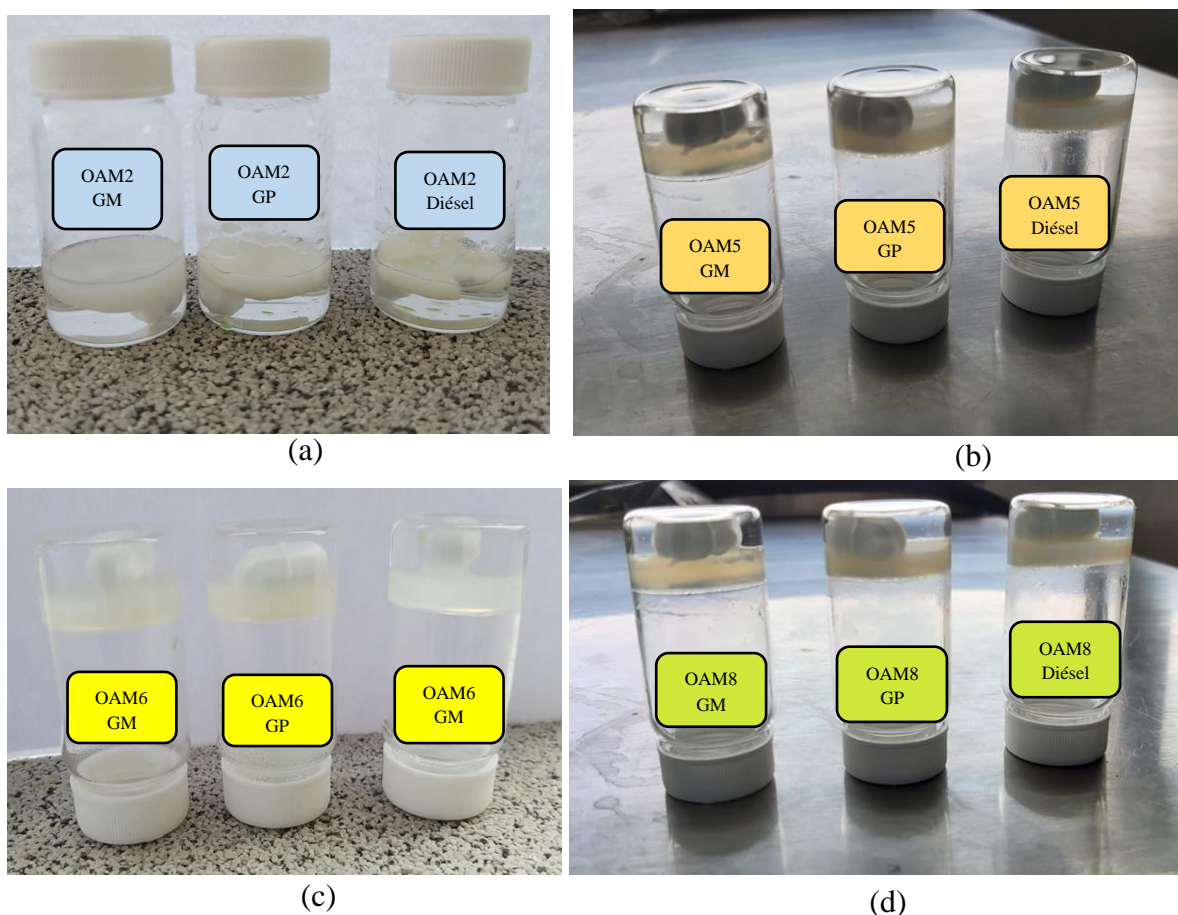 OAM2
GM
OAM2
GP
OAM2
Diésel
(a)
OAM5
GM
OAM5
GP
OAM5
Diésel
(b)
OAM6
GM
OAM6
GP
OAM6
GM
(c)
OAM8
GM
OAM8
GP
OAM8
Diésel
(d)